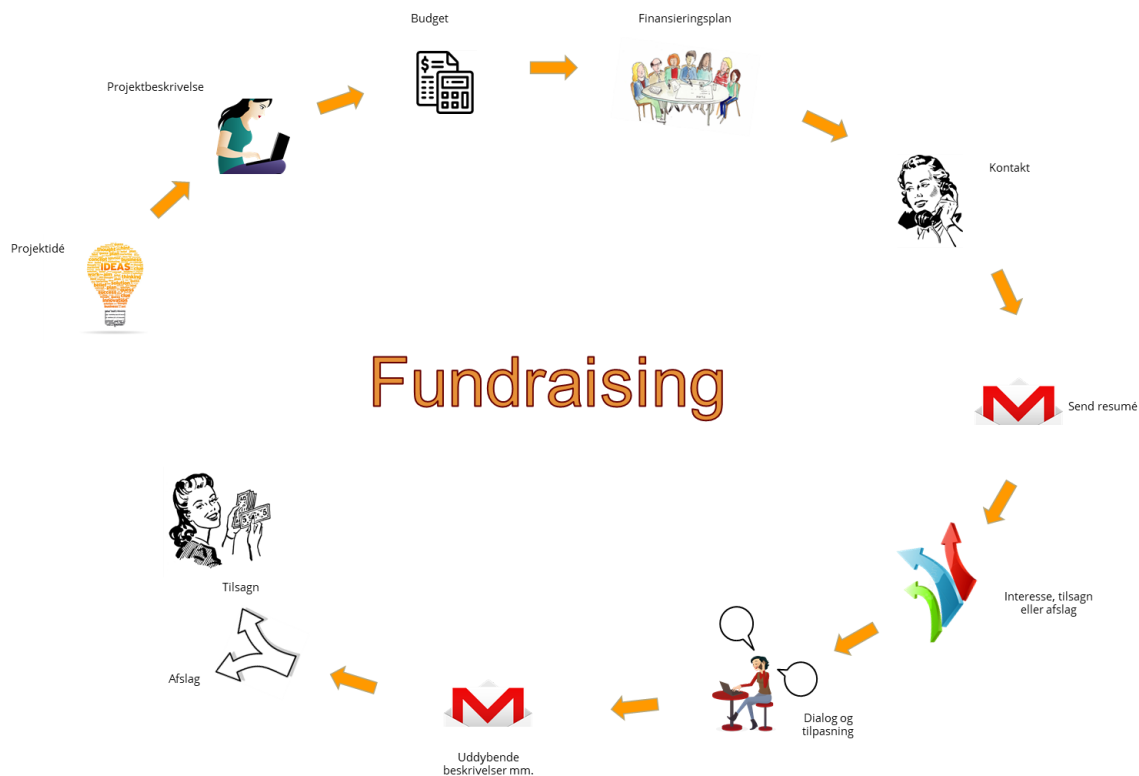 Budget
Finansieringsplan
Projektbeskrivelse
Kontakt
Projektidé
IDEAS
Fundraising
Send resumé
Tilsagn
Interesse, tilsagn
eller afslag
Afslag
Dialog og
tilpasning
Uddybende
beskrivelser mm.